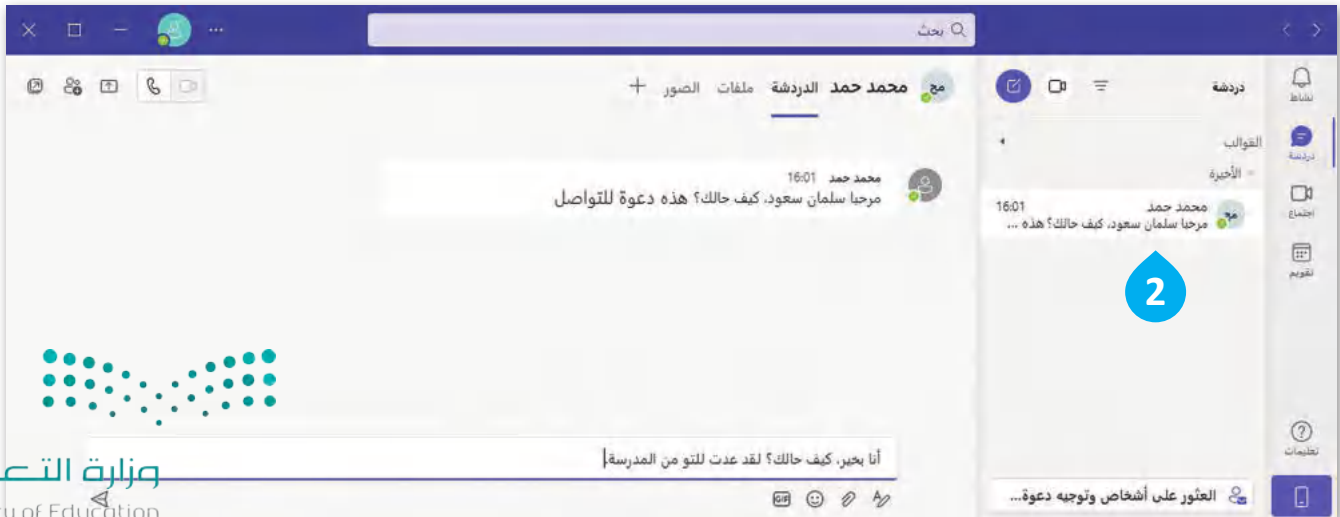 بحث
نشاط
دردشة
اجتماع
تقويم
تعليمات
دردشة
القوالب
الأخيرة
محمد حمد 16:01
مرحبا سلمان سعود، كيف حالك؟ هذه ...
2
العثور على أشخاص وتوجيه دعوة...
مح محمد حمد الدردشة ملفات الصور +
محمد حمد 16:01
مرحبا سلمان سعود، كيف حالك؟ هذه دعوة للتواصل
أنا بخير، كيف حالك؟ لقد عدت للتو من المدرسة.
GIF
وزارة التع
of Education